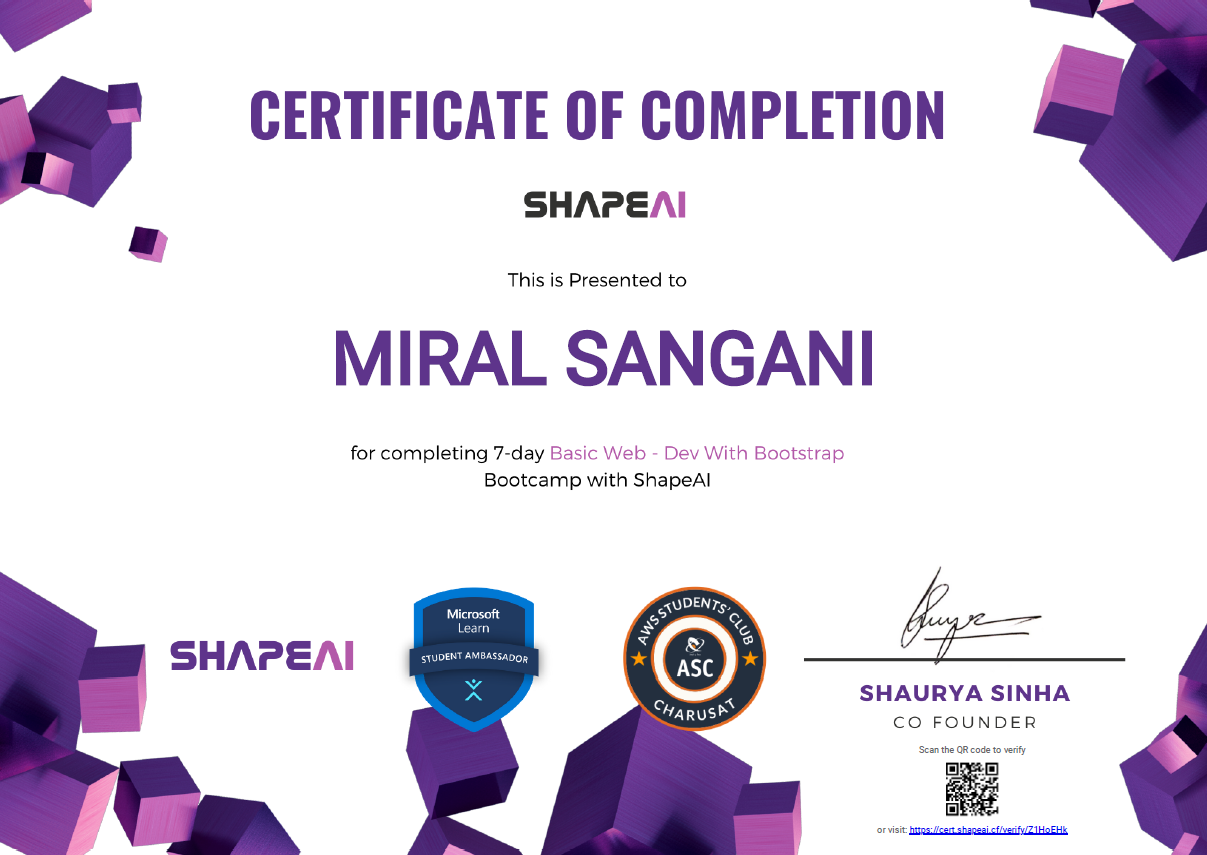 CERTIFICATE OF COMPLETION
SHAPEAI
This is Presented to
MIRAL SANGANI
for completing 7-day Basic Web - Dev With Bootstrap
Bootcamp with ShapeAI
SHAPEAI
Microsoft
Learn
STUDENT AMBASSADOR
AWS STUDENTS' CLUB
ASC
CHARUSAT
SHAURYA SINHA
CO FOUNDER
Scan the QR code to verify
or visit: https://cert.shapeai.cf/verify/Z1HoEHk